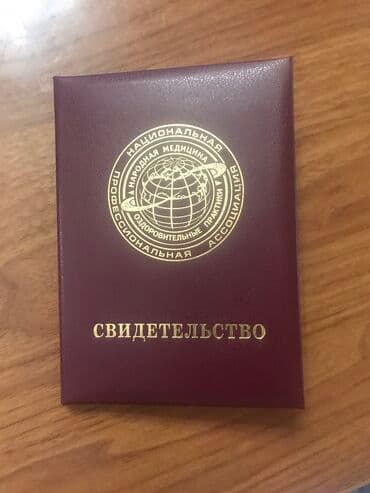 НАЦИОНАЛЬНАЯ
ПРОФЕССИОНАЛЬНАЯ АССОЦИАЦИЯ
НАРОДНАЯ МЕДИЦИНА
ОЗДОРОВИТЕЛЬНЫЕ ПРАКТИКИ
СВИДЕТЕЛЬСТВО